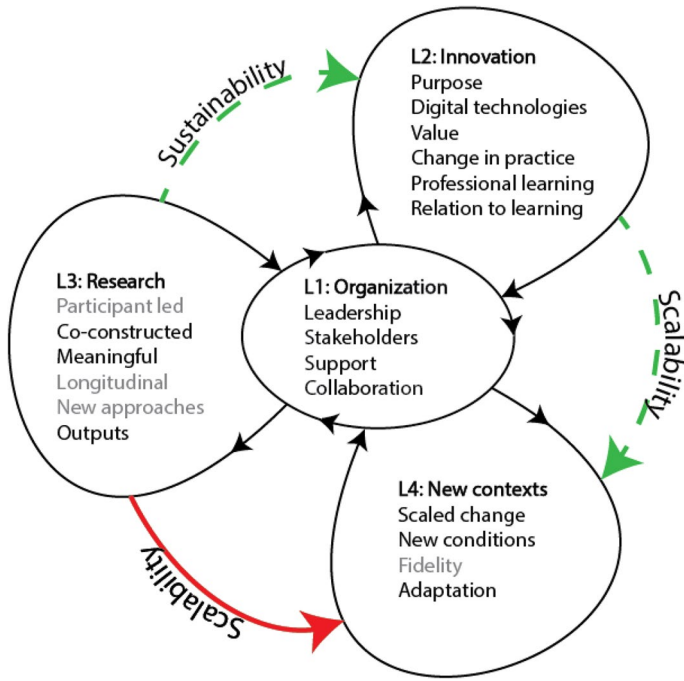 Sustainability
L2: Innovation
Purpose
Digital technologies
Value
Change in practice
Professional learning
Relation to learning
L3: Research
Participant led
Co-constructed
Meaningful
Longitudinal
New approaches
Outputs
L1: Organization
Leadership
Stakeholders
Support
Collaboration
Scalability
L4: New contexts
Scaled change
New conditions
Fidelity
Adaptation
Scalability